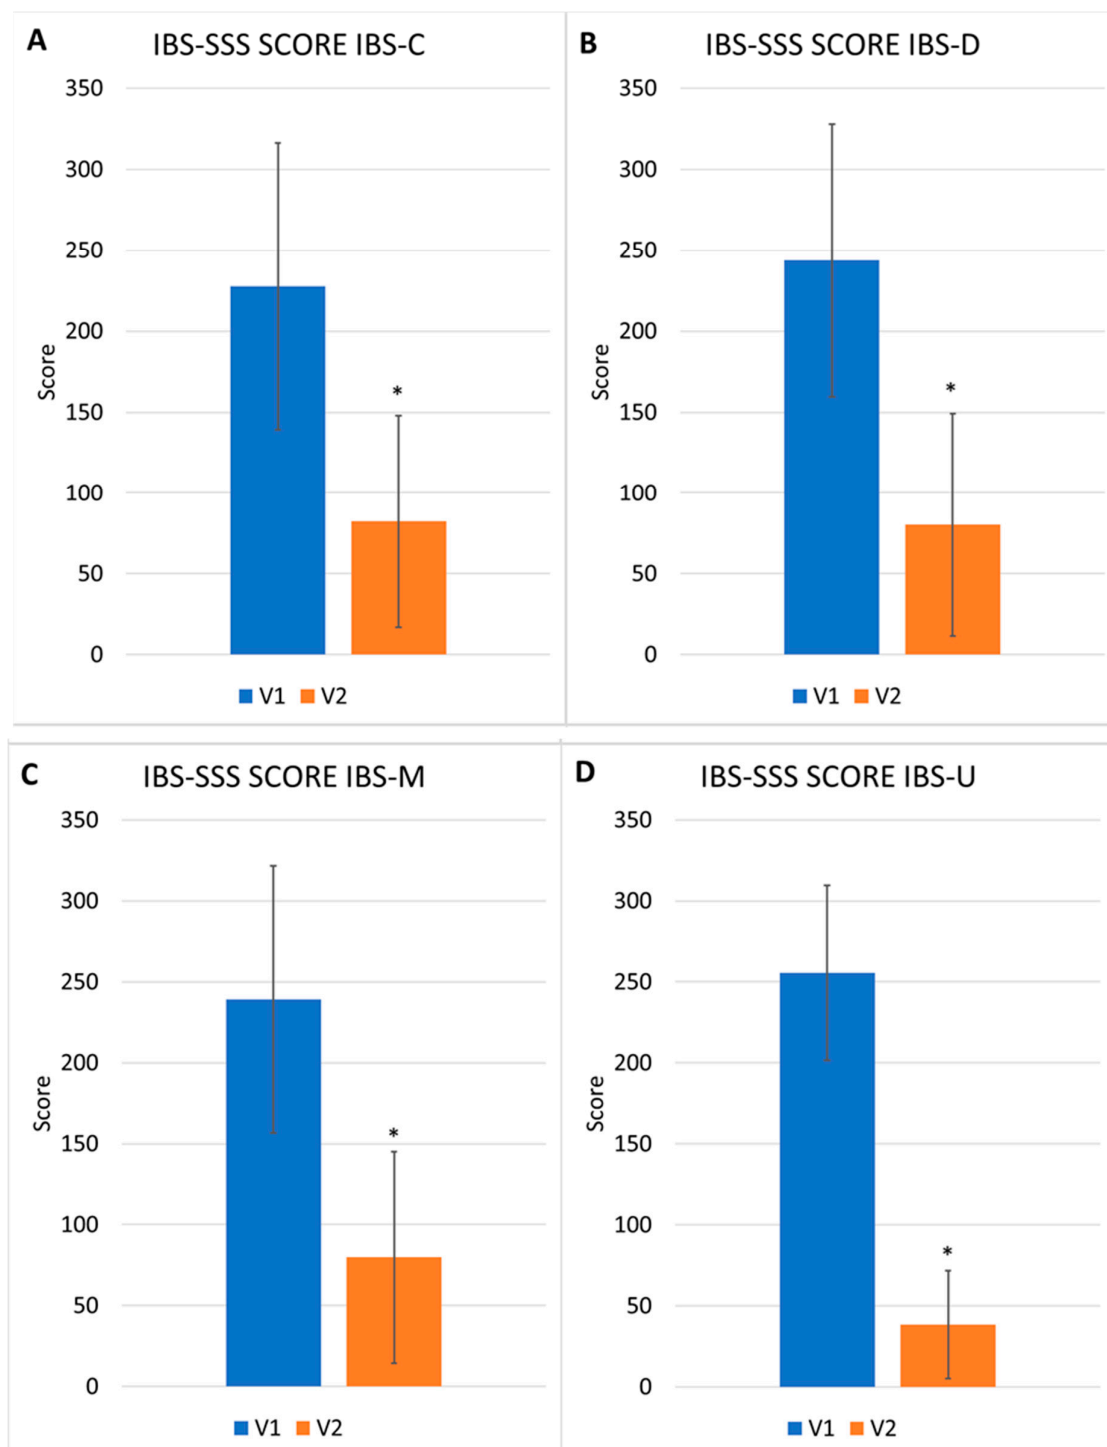 A
IBS-SSS SCORE IBS-C
350
300
250
200
150
100
50
0
Score
*
V1 V2
B
IBS-SSS SCORE IBS-D
350
300
250
200
150
100
50
0
Score
*
V1 V2
C
IBS-SSS SCORE IBS-M
350
300
250
200
150
100
50
0
Score
*
V1 V2
D
IBS-SSS SCORE IBS-U
350
300
250
200
150
100
50
0
Score
*
V1 V2